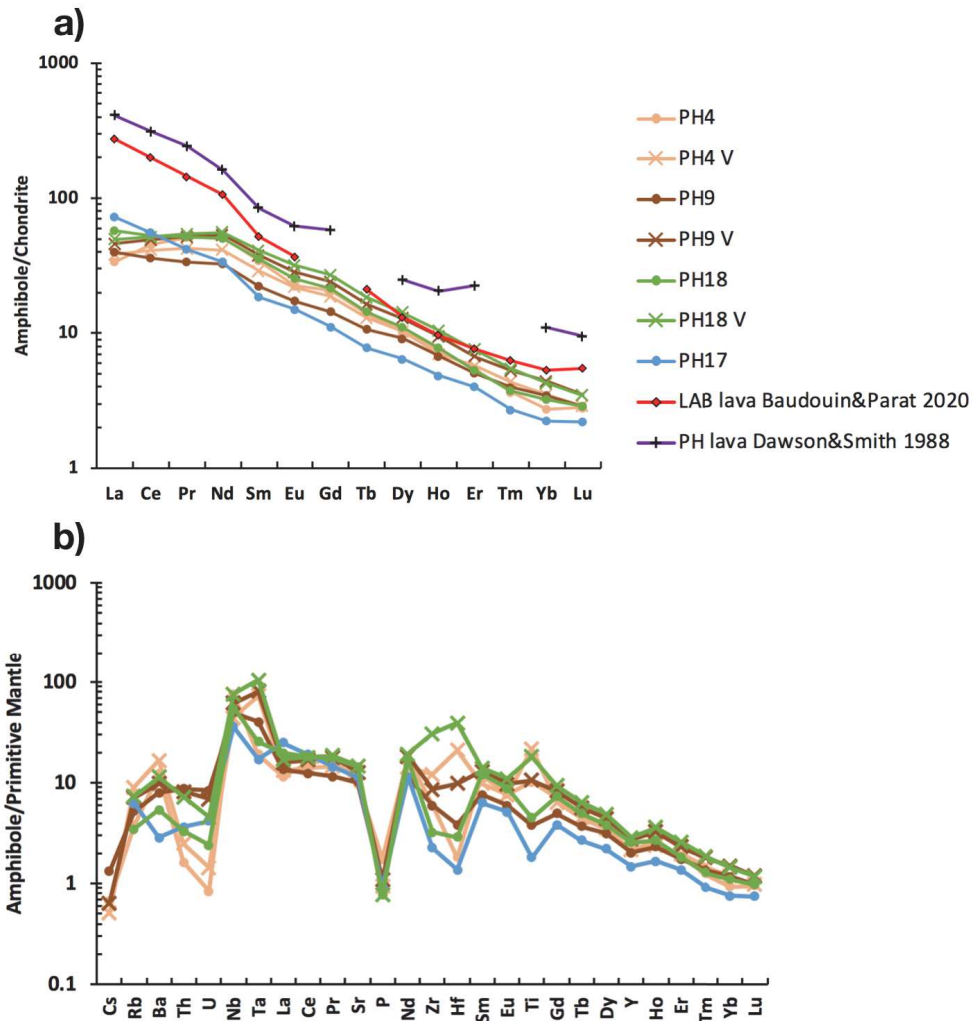 a)
1000
100
10
1
Amphibole/Chondrite
La Ce Pr Nd Sm Eu Gd Tb Dy Ho Er Tm Yb Lu
PH4
PH4 V
PH9
PH9 V
PH18
PH18 V
PH17
LAB lava Baudouin&Parat 2020
PH lava Dawson&Smith 1988
b)
1000
100
10
1
0.1
Amphibole/Primitive Mantle
Cs Rb Ba Th U Nb Ta La Ce Pr Sr P Nd Zr Hf Sm Eu Ti Gd Tb Dy Y Ho Er Tm Yb Lu